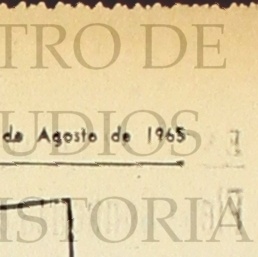 TRO DE
de Agosto de 1965
UDIOS
ISTORIA